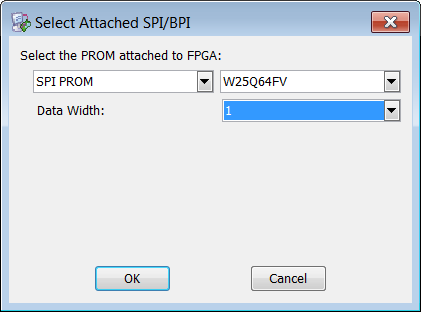 Select Attached SPI/BPI
Select the PROM attached to FPGA:
SPI PROM W25Q64FV
Data Width: 1
OK Cancel